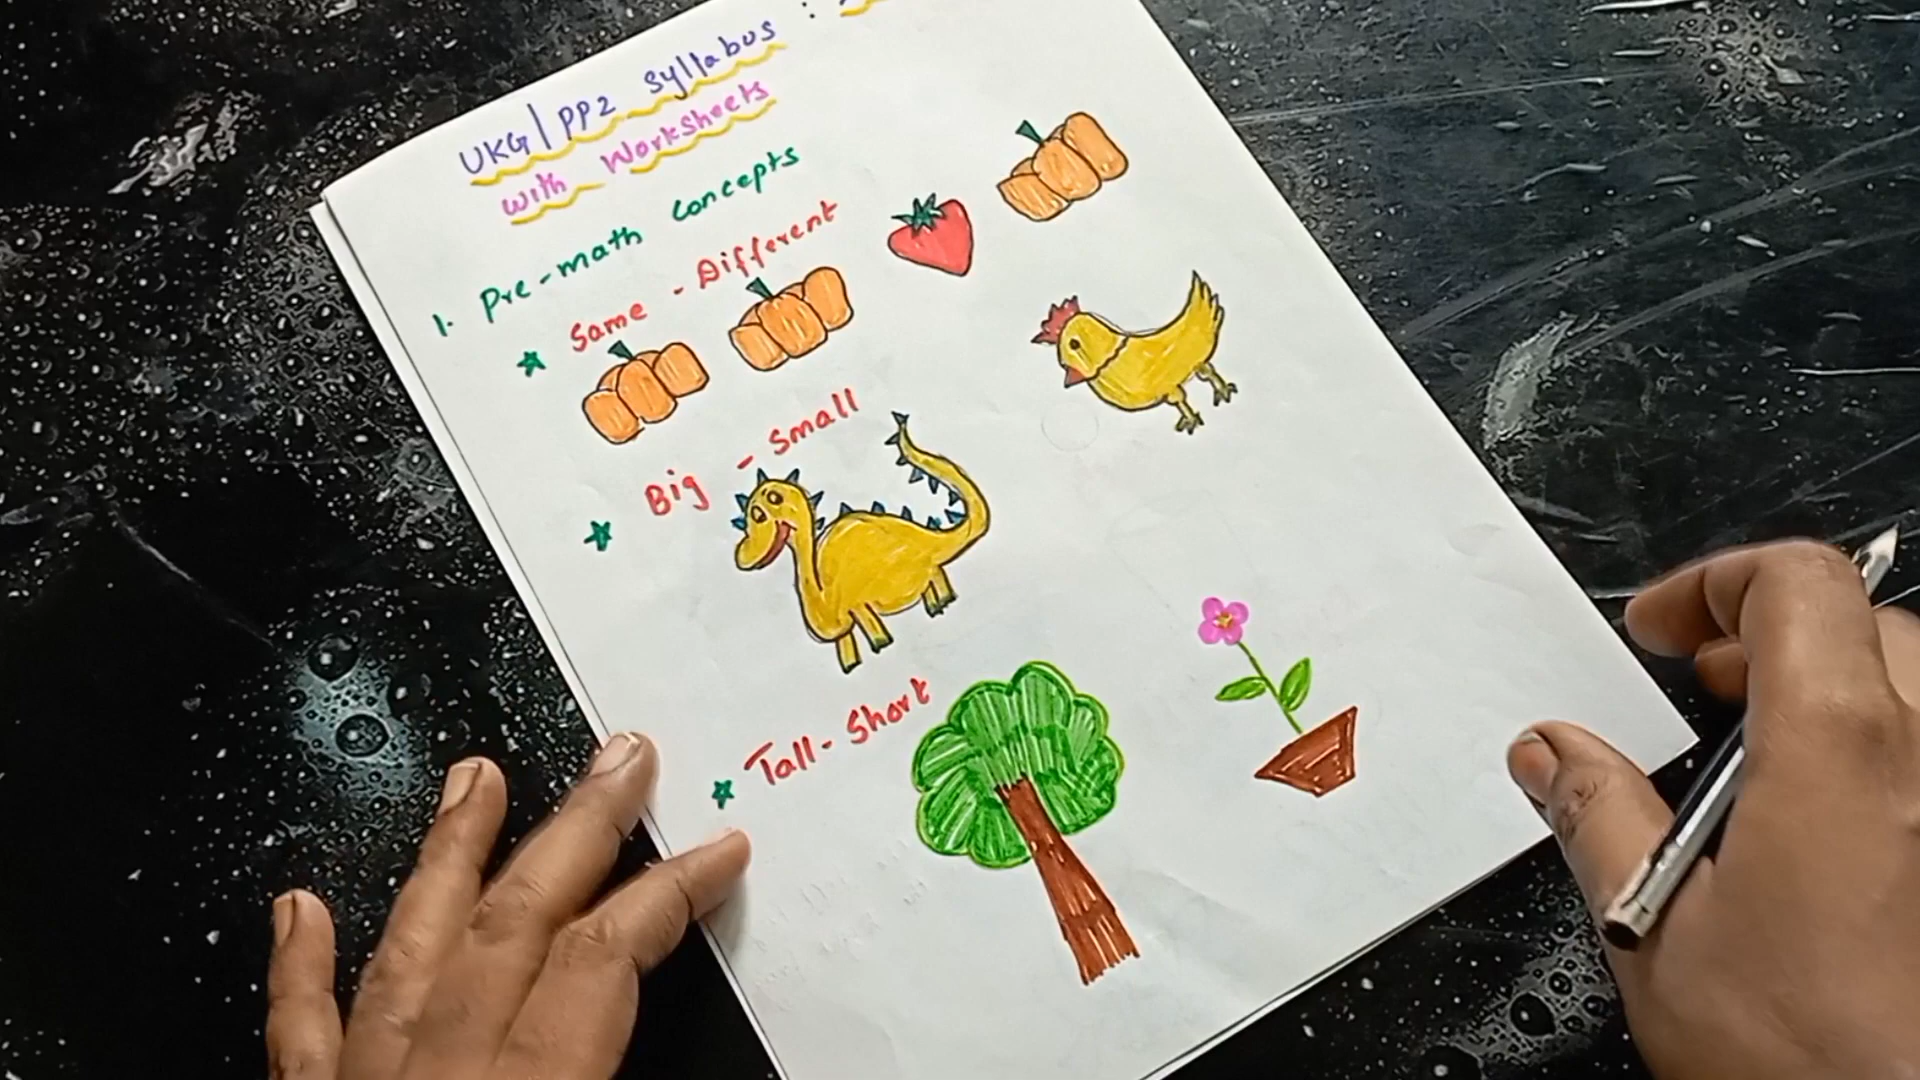 UKG|PP2 Syllabus :
with Worksheets
1. Pre-math concepts
Same - Different
Big - Small
Tall - Short